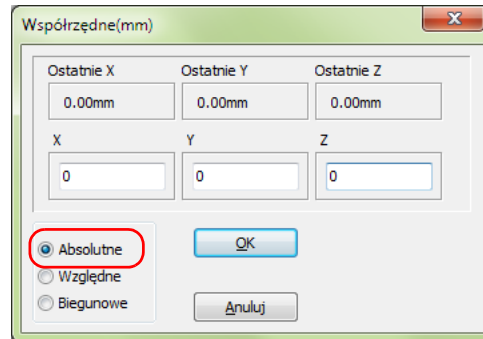 Współrzędne(mm)
Ostatnie X Ostatnie Y Ostatnie Z
0.00mm 0.00mm 0.00mm
X Y Z
0 0 0
Absolutne OK
Względne
Biegunowe Anuluj